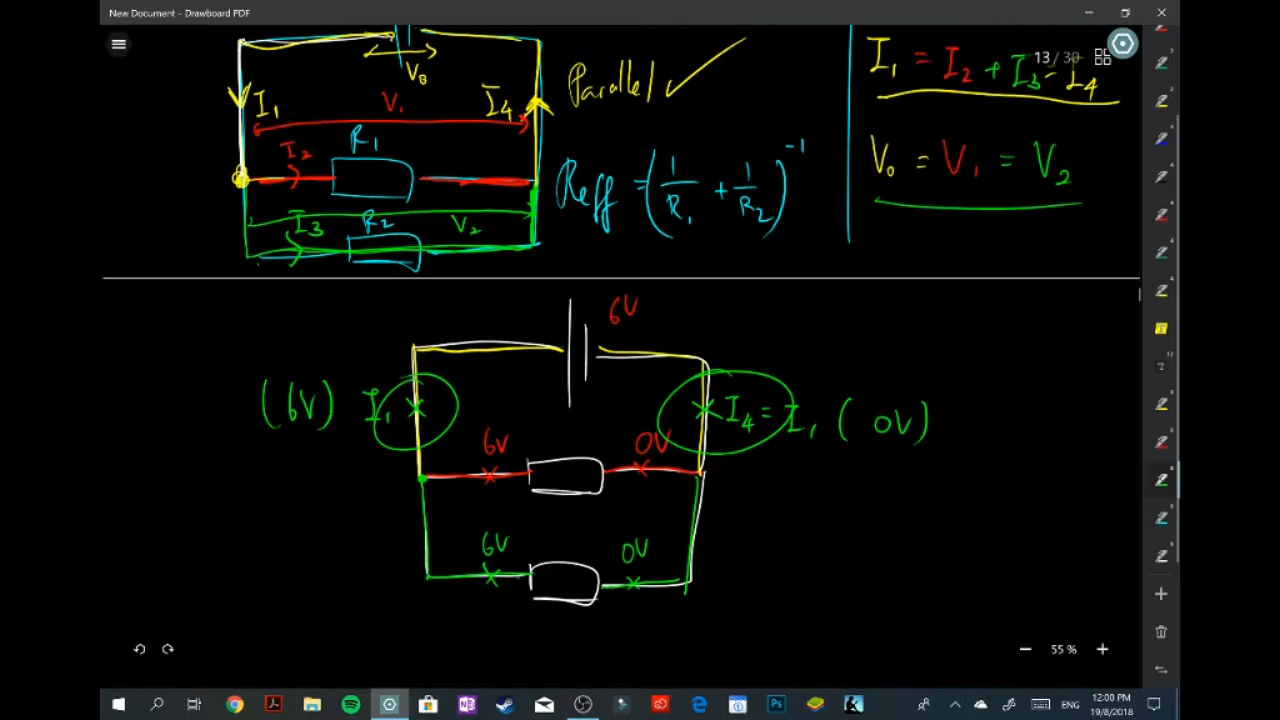 New Document - Drawboard PDF
13 / 30
V₀
I₁
V₁
I₄
I₂
R₁
I₃
R₂
V₂
Parallel ✓
Reff = (1/R₁ + 1/R₂)⁻¹
I₁ = I₂ + I₃ = I₄
V₀ = V₁ = V₂
6V
(6V) I₁
I₄ = I₁ (0V)
6V
0V
6V
0V
55 %
ENG
12:00 PM
19/8/2018